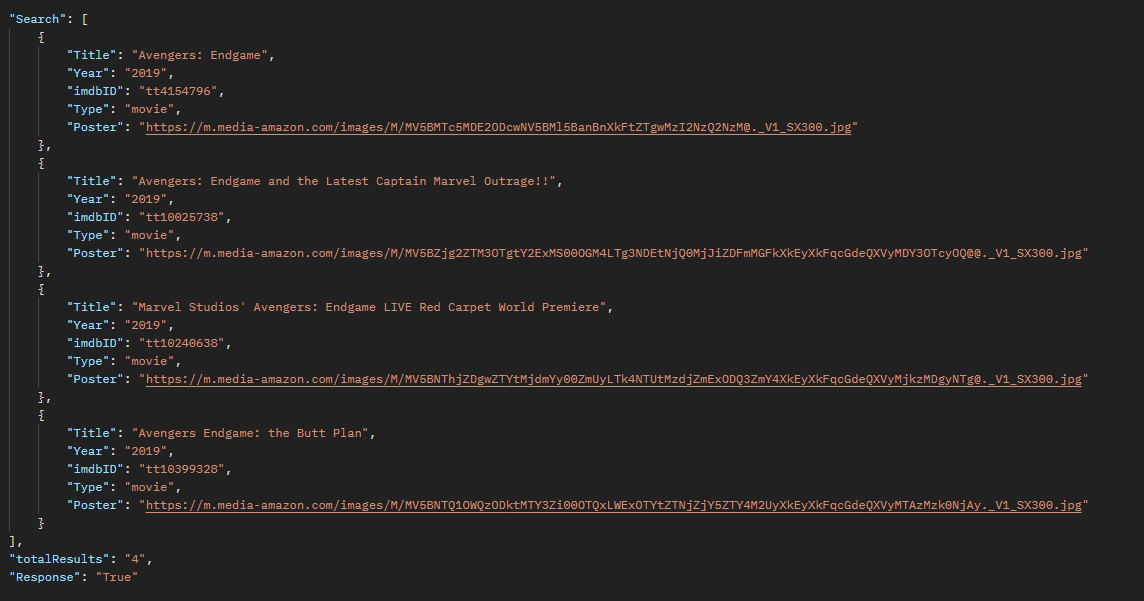 "Search": [
{
"Title": "Avengers: Endgame",
"Year": "2019",
"imdbID": "tt4154796",
"Type": "movie",
"Poster": "https://m.media-amazon.com/images/M/MV5BMTc5MDE2ODcwNV5BMl5BanBnXkFtZTgwMzI2NzQ2NzM@._V1_SX300.jpg"
},
{
"Title": "Avengers: Endgame and the Latest Captain Marvel Outrage!!",
"Year": "2019",
"imdbID": "tt10025738",
"Type": "movie",
"Poster": "https://m.media-amazon.com/images/M/MV5BZjg2ZTM3OTgtY2ExMS00OGM4LTg3NDEtNjQ0MjJiZDFmMGFkXkEyXkFqcGdeQXVyMDY3OTcyOQ@@._V1_SX300.jpg"
},
{
"Title": "Marvel Studios' Avengers: Endgame LIVE Red Carpet World Premiere",
"Year": "2019",
"imdbID": "tt10240638",
"Type": "movie",
"Poster": "https://m.media-amazon.com/images/M/MV5BNThjZDgwZTYtMjdmYy00ZmUyLTk4NTUtMzdjZmExODQ3ZmY4XkEyXkFqcGdeQXVyMjkzMDgyNTg@._V1_SX300.jpg"
},
{
"Title": "Avengers Endgame: the Butt Plan",
"Year": "2019",
"imdbID": "tt10399328",
"Type": "movie",
"Poster": "https://m.media-amazon.com/images/M/MV5BNTQ1OWQzODktMTY3Zi00OTQxLWExOTYtZTNjZjY5ZTY4M2UyXkEyXkFqcGdeQXVyMTAzMzk0NjAy._V1_SX300.jpg"
}
],
"totalResults": "4",
"Response": "True"